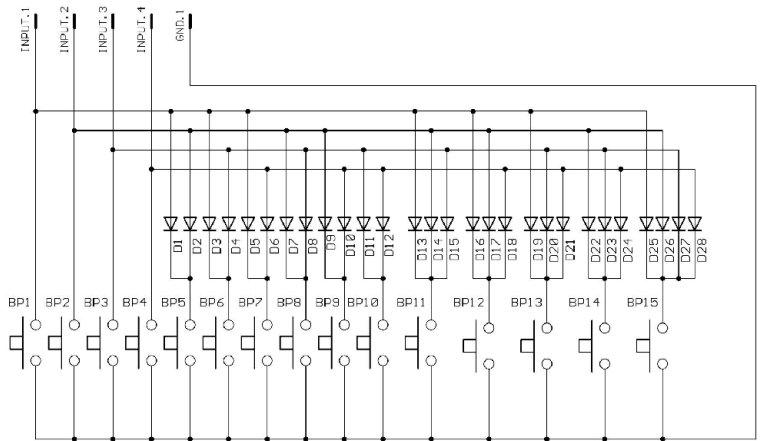 INPUT.1
INPUT.2
INPUT.3
INPUT.4
GND.1
D1
D2
D3
D4
D5
D6
D7
D8
D9
D10
D11
D12
D13
D14
D15
D16
D17
D18
D19
D20
D21
D22
D23
D24
D25
D26
D27
D28
BP1
BP2
BP3
BP4
BP5
BP6
BP7
BP8
BP9
BP10
BP11
BP12
BP13
BP14
BP15